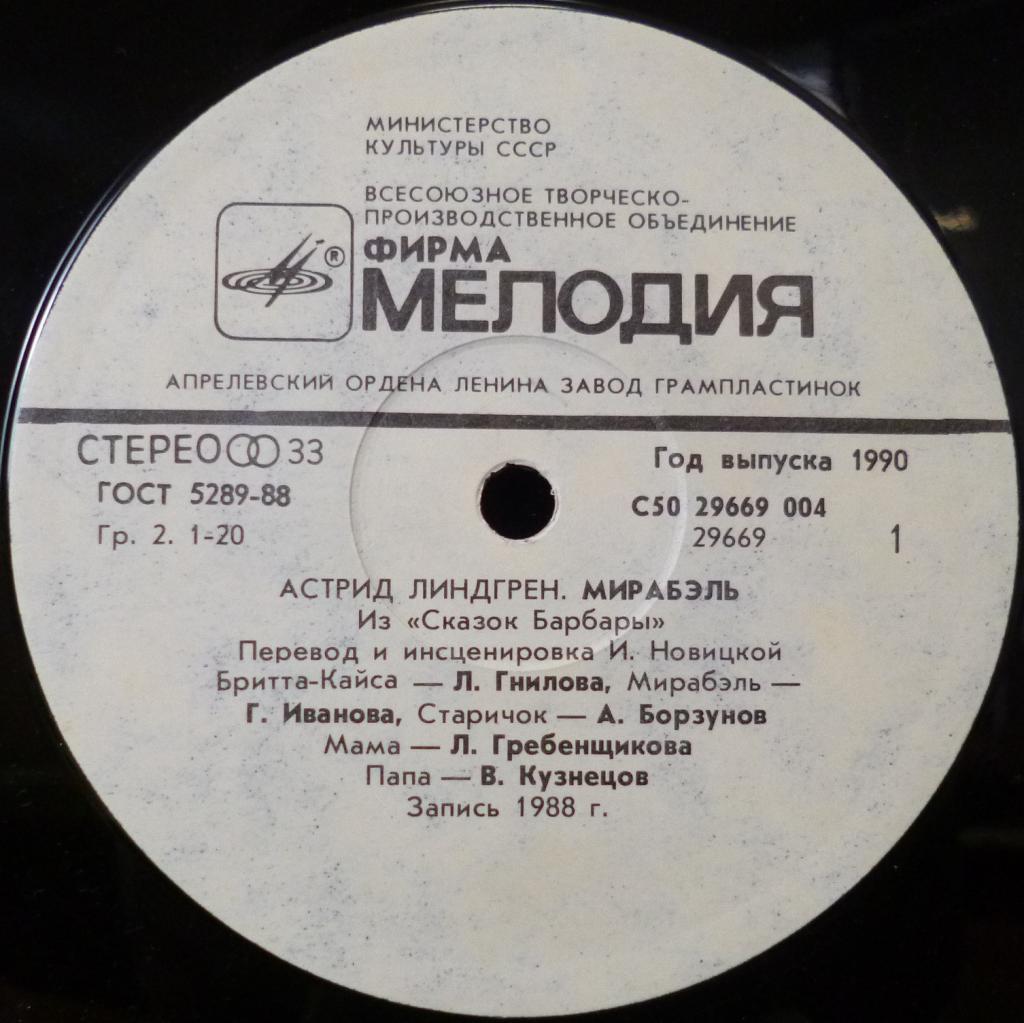 МИНИСТЕРСТВО
КУЛЬТУРЫ СССР
ВСЕСОЮЗНОЕ ТВОРЧЕСКО-
ПРОИЗВОДСТВЕННОЕ ОБЪЕДИНЕНИЕ
ФИРМА
®
МЕЛОДИЯ
АПРЕЛЕВСКИЙ ОРДЕНА ЛЕНИНА ЗАВОД ГРАМПЛАСТИНОК
СТЕРЕО 33
ГОСТ 5289-88
Гр. 2. 1-20
Год выпуска 1990
С50 29669 004
29669 1
АСТРИД ЛИНДГРЕН. МИРАБЭЛЬ
Из «Сказок Барбары»
Перевод и инсценировка И. Новицкой
Бритта-Кайса — Л. Гнилова, Мирабэль —
Г. Иванова, Старичок — А. Борзунов
Мама — Л. Гребенщикова
Папа — В. Кузнецов
Запись 1988 г.